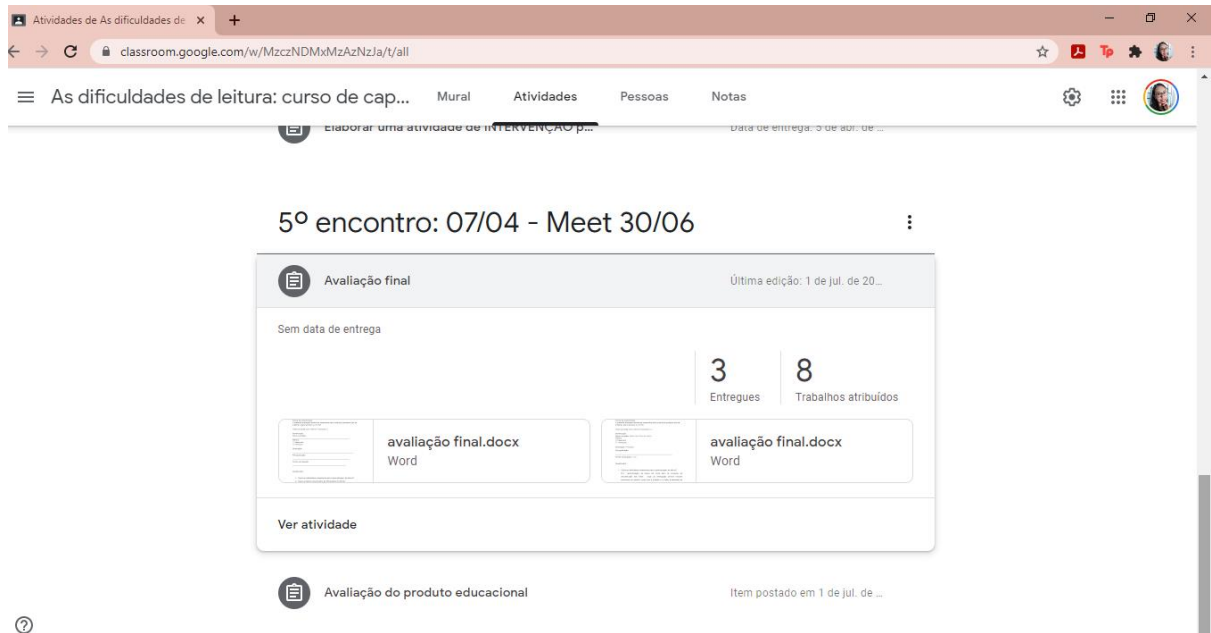 Atividades de As dificuldades de
classroom.google.com/w/MzczNDMxMzAzNzJa/t/all
Tp
As dificuldades de leitura: curso de cap...
Mural
Atividades
Pessoas
Notas
Elaborar uma atividade de INTERVENÇÃO p...
Data de entrega: 5 de abr. de ...
5º encontro: 07/04 - Meet 30/06
Avaliação final
Última edição: 1 de jul. de 20...
Sem data de entrega
3
8
Entregues
Trabalhos atribuídos
avaliação final.docx
Word
avaliação final.docx
Word
Ver atividade
Avaliação do produto educacional
Item postado em 1 de jul. de ...